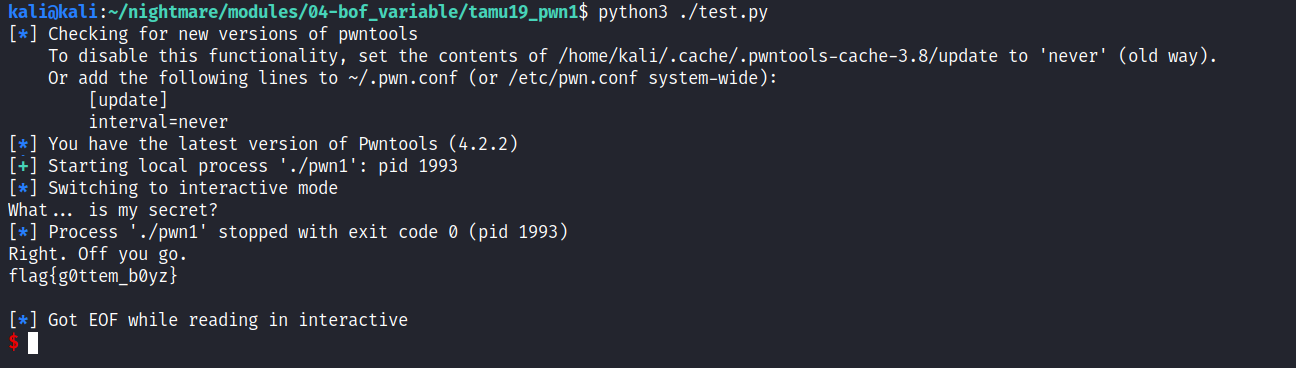 kali@kali:~/nightmare/modules/04-bof_variable/tamu19_pwn1$ python3 ./test.py
[*] Checking for new versions of pwntools
    To disable this functionality, set the contents of /home/kali/.cache/.pwntools-cache-3.8/update to 'never' (old way).
    Or add the following lines to ~/.pwn.conf (or /etc/pwn.conf system-wide):
        [update]
        interval=never
[*] You have the latest version of Pwntools (4.2.2)
[+] Starting local process './pwn1': pid 1993
[*] Switching to interactive mode
What... is my secret?
[*] Process './pwn1' stopped with exit code 0 (pid 1993)
Right. Off you go.
flag{g0ttem_b0yz}
[*] Got EOF while reading in interactive
$